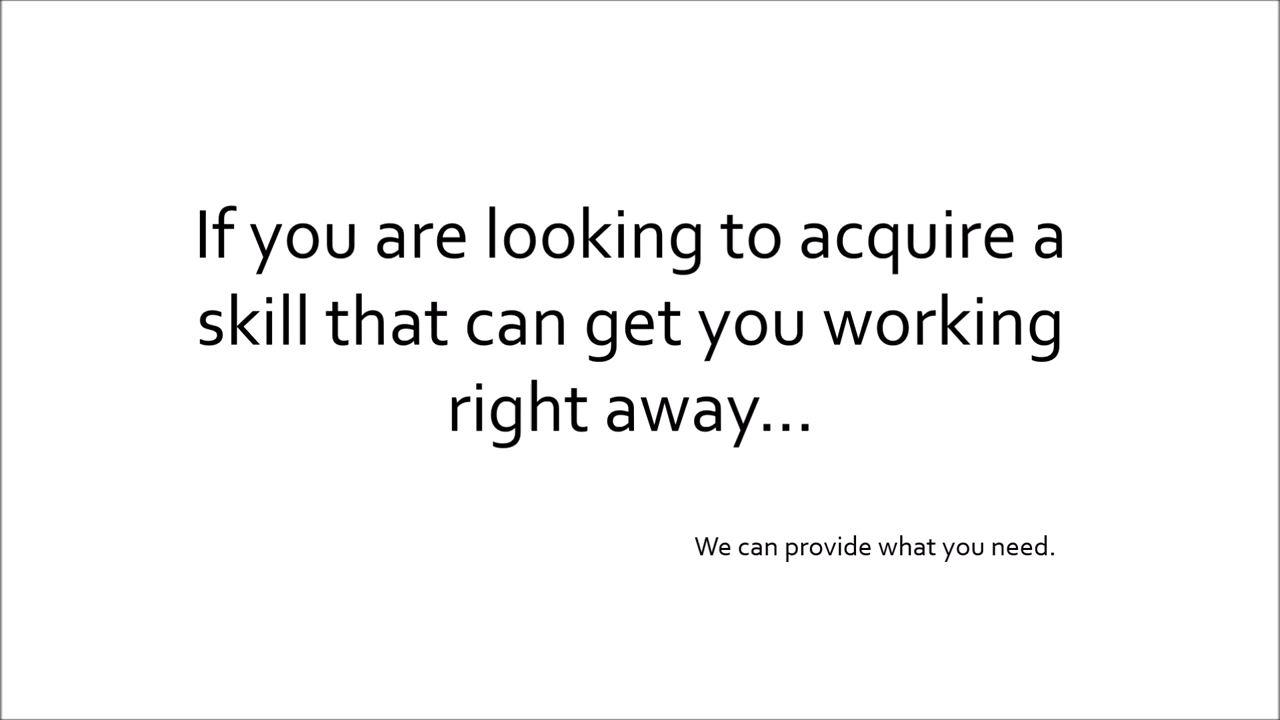 If you are looking to acquire a
skill that can get you working
right away...
We can provide what you need.